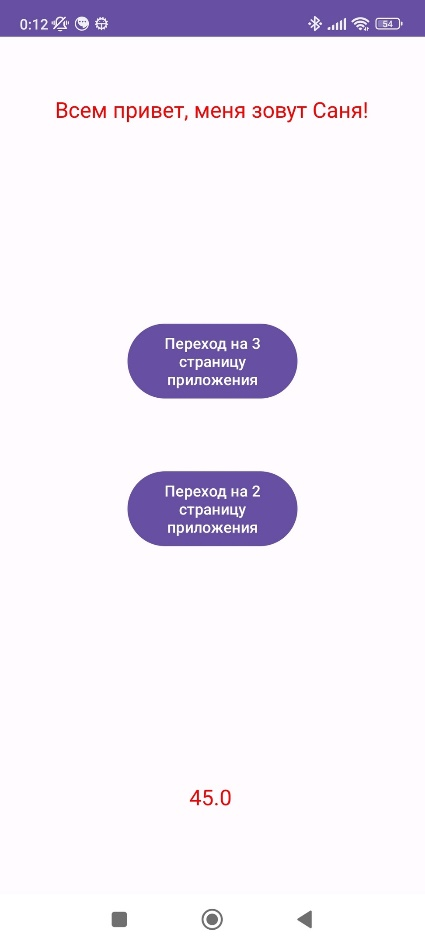 0:12
54
Всем привет, меня зовут Саня!
Переход на 3
страницу
приложения
Переход на 2
страницу
приложения
45.0